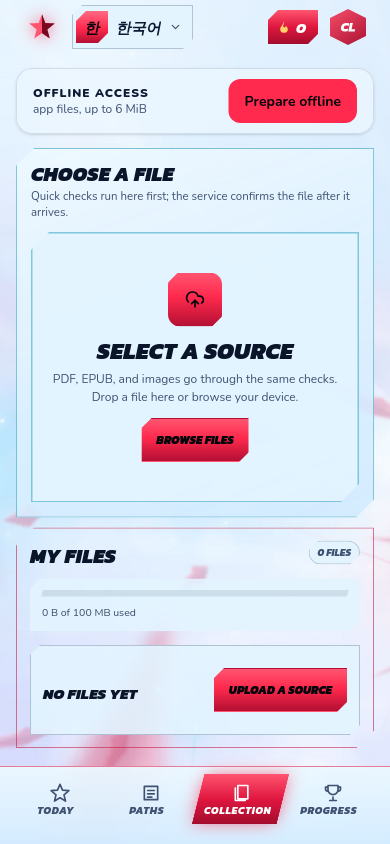 한 한국어
0
CL
OFFLINE ACCESS
app files, up to 6 MiB
Prepare offline
CHOOSE A FILE
Quick checks run here first; the service confirms the file after it
arrives.
SELECT A SOURCE
PDF, EPUB, and images go through the same checks.
Drop a file here or browse your device.
BROWSE FILES
MY FILES
0 FILES
0 B of 100 MB used
NO FILES YET
UPLOAD A SOURCE
TODAY
PATHS
COLLECTION
PROGRESS